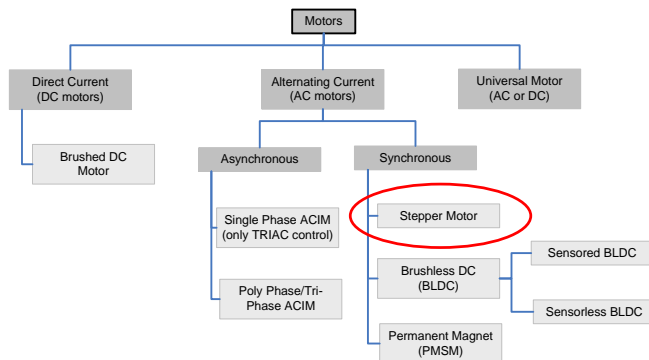 Motors
Direct Current
(DC motors)
Alternating Current
(AC motors)
Universal Motor
(AC or DC)
Brushed DC
Motor
Asynchronous
Synchronous
Single Phase ACIM
(only TRIAC control)
Stepper Motor
Poly Phase/Tri-
Phase ACIM
Brushless DC
(BLDC)
Sensored BLDC
Sensorless BLDC
Permanent Magnet
(PMSM)